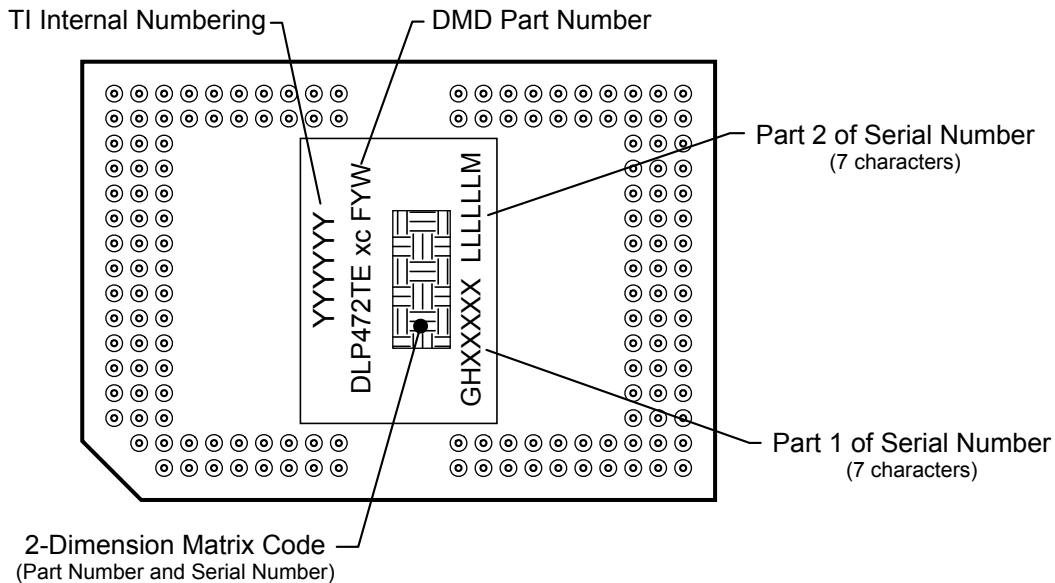 TI Internal Numbering
DMD Part Number
Part 2 of Serial Number
(7 characters)
YYYYYYY
DLP472TE xc FYW
GHXXXXX LLLLLLM
Part 1 of Serial Number
(7 characters)
2-Dimension Matrix Code
(Part Number and Serial Number)